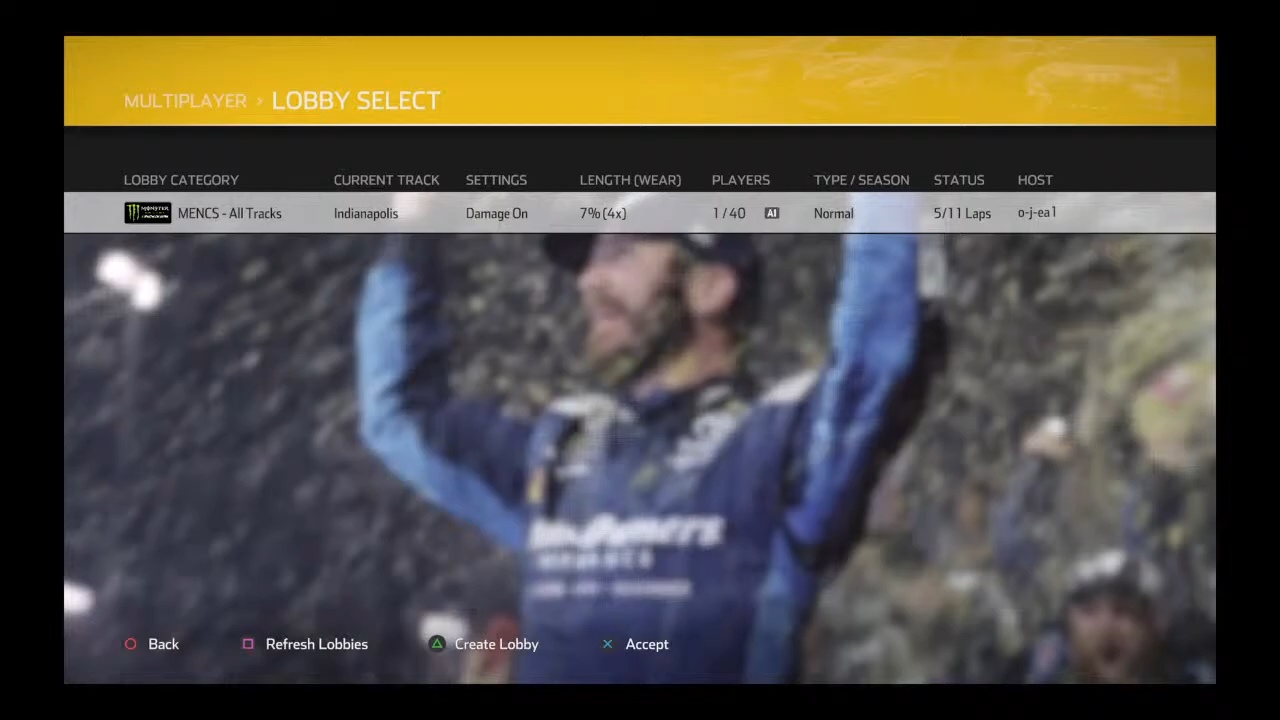 MULTIPLAYER › LOBBY SELECT
LOBBY CATEGORY CURRENT TRACK SETTINGS LENGTH (WEAR) PLAYERS TYPE / SEASON STATUS HOST
MONSTER MENCS - All Tracks Indianapolis Damage On 7% (4x) 1 / 40 AI Normal 5/11 Laps o-j-ea1
Back Refresh Lobbies Create Lobby Accept